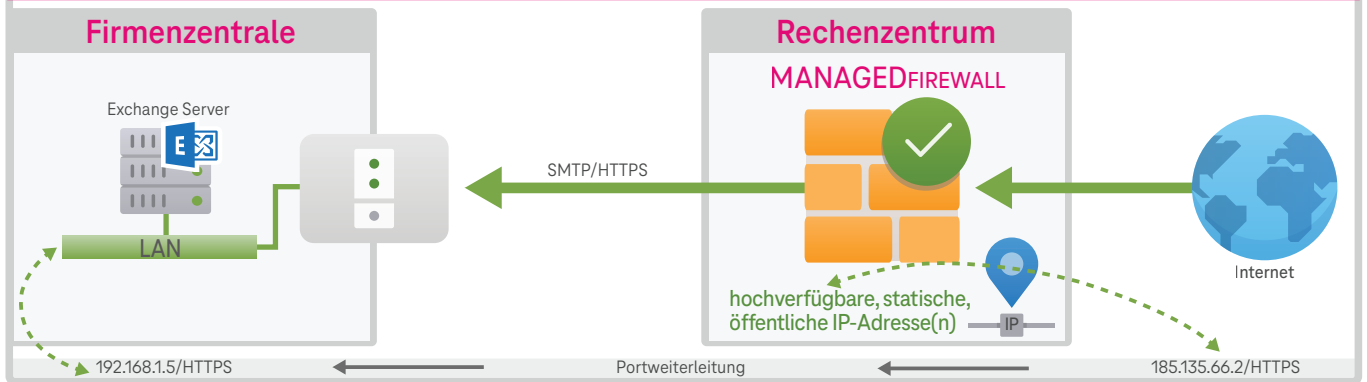 Firmenzentrale
Rechenzentrum
MANAGEDFIREWALL
Exchange Server
E
SMTP/HTTPS
LAN
Internet
hochverfügbare, statische,
öffentliche IP-Adresse(n)
IP
192.168.1.5/HTTPS
Portweiterleitung
185.135.66.2/HTTPS